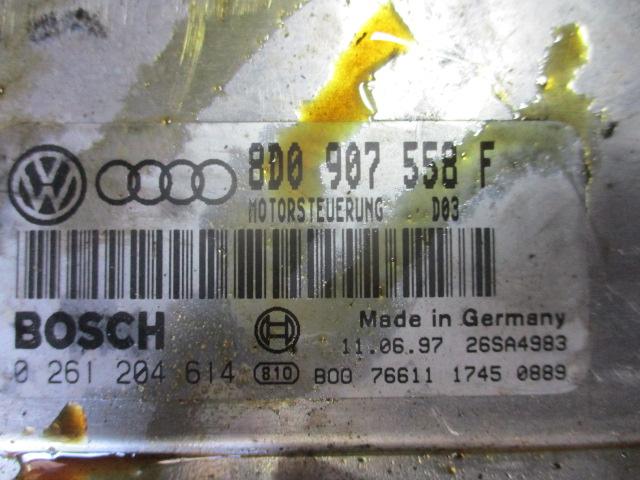 8D0 907 558 F
MOTORSTEUERUNG D03
BOSCH
Made in Germany
11.06.97 26SA4983
0 261 204 614 810 B00 76611 1745 0889